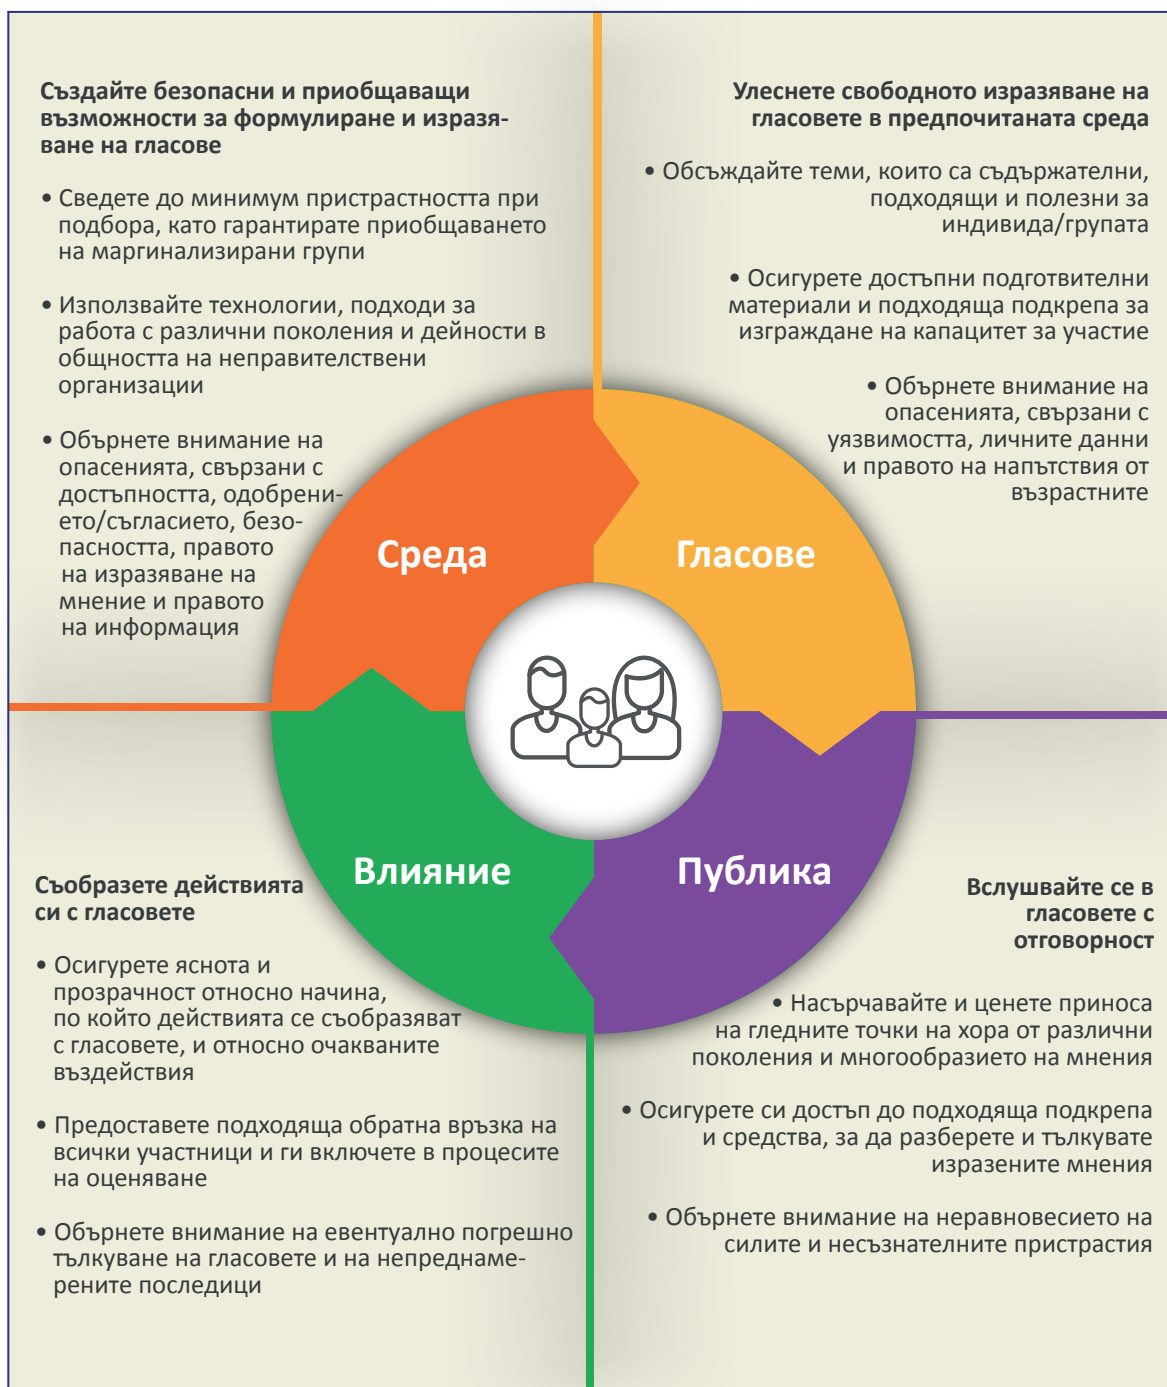 Създайте безопасни и приобщаващи
възможности за формулиране и изразя-
ване на гласове
• Сведете до минимум пристрастността при
подбора, като гарантирате приобщаването
на маргинализирани групи
• Използвайте технологии, подходи за
работа с различни поколения и дейности в
общността на неправителствени
организации
• Обърнете внимание на
опасенията, свързани с
достъпността, одобрени-
ето/съгласието, безо-
пасността, правото
на изразяване на
мнение и правото
на информация
Улеснете свободното изразяване на
гласовете в предпочитаната среда
• Обсъждайте теми, които са съдържателни,
подходящи и полезни за
индивида/групата
• Осигурете достъпни подготвителни
материали и подходяща подкрепа за
изграждане на капацитет за участие
• Обърнете внимание на
опасенията, свързани с
уязвимостта, личните данни
и правото на напътствия от
възрастните
Среда
Гласове
Влияние
Публика
Съобразете действията
си с гласовете
• Осигурете яснота и
прозрачност относно начина,
по който действията се съобразяват
с гласовете, и относно очакваните
въздействия
• Предоставете подходяща обратна връзка на
всички участници и ги включете в процесите
на оценяване
• Обърнете внимание на евентуално погрешно
тълкуване на гласовете и на непреднаме-
рените последици
Вслушвайте се в
гласовете с
отговорност
• Насърчавайте и ценете приноса
на гледните точки на хора от различни
поколения и многообразието на мнения
• Осигурете си достъп до подходяща подкрепа
и средства, за да разберете и тълкувате
изразените мнения
• Обърнете внимание на неравновесието на
силите и несъзнателните пристрастия